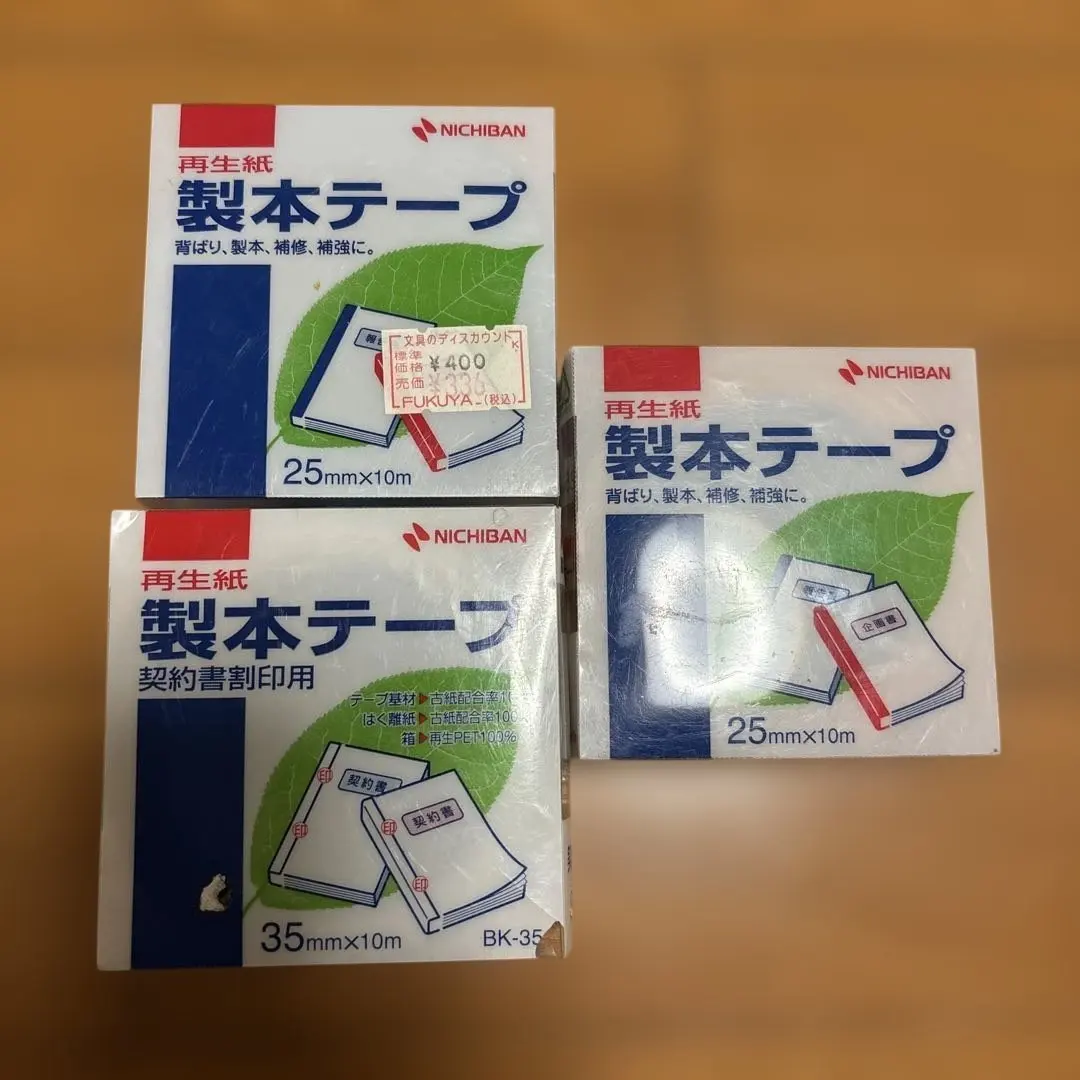 NICHIBAN
再生紙
製本テープ
背ばり、製本、補修、補強に。
文具のディスカウント
標準価格 ¥400
売価 ¥336
FUKUYA (税込)
25mm×10m
NICHIBAN
再生紙
製本テープ
背ばり、製本、補修、補強に。
企画書
25mm×10m
NICHIBAN
再生紙
製本テープ
契約書割印用
テープ基材▶古紙配合率
はく離紙▶古紙配合率100
箱▶再生PET100%
印 契約書
印 印 契約書
印
35mm×10m
BK-35